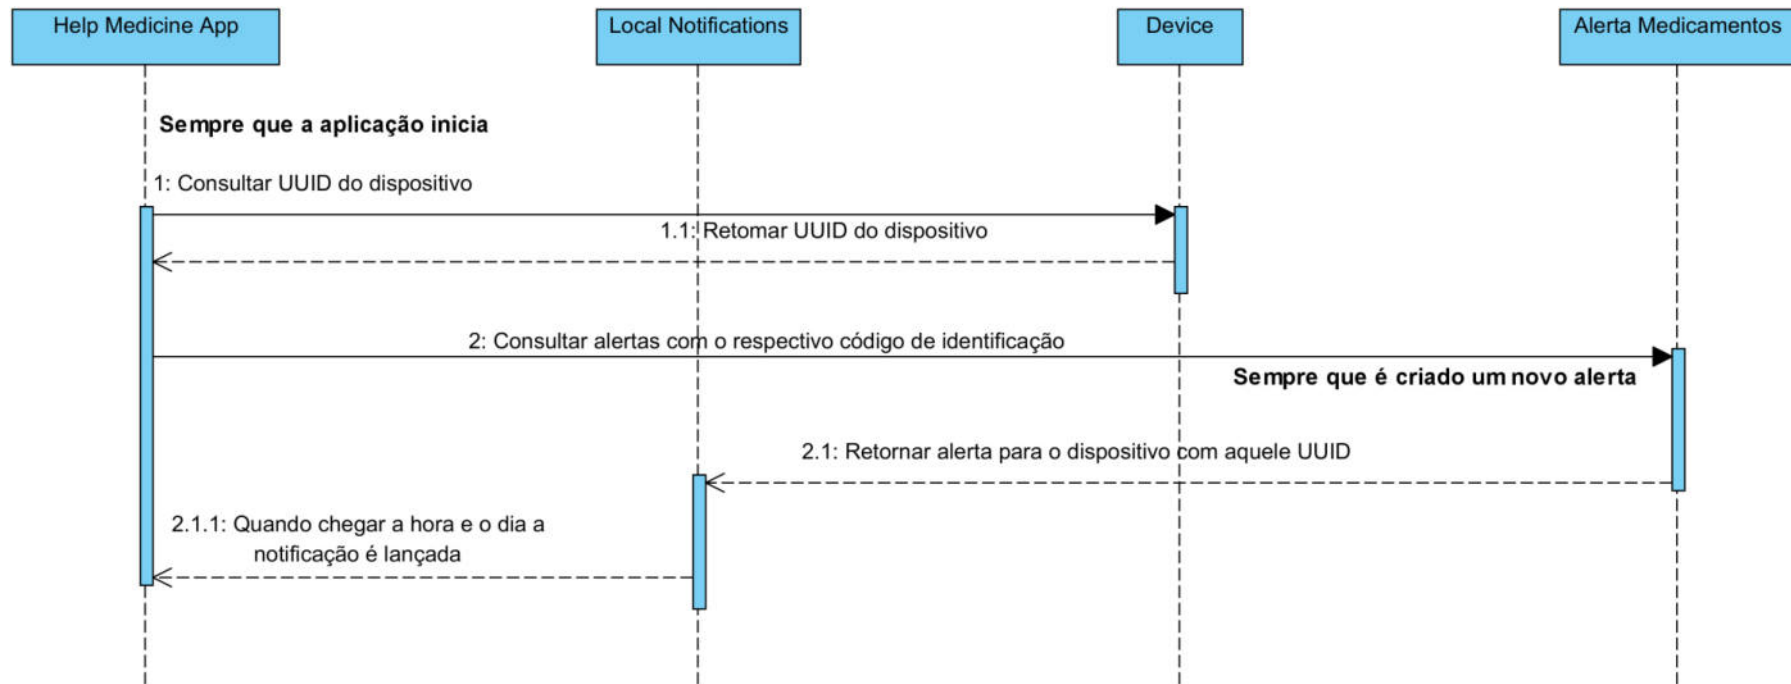 Help Medicine App
Local Notifications
Device
Alerta Medicamentos
Sempre que a aplicação inicia
1: Consultar UUID do dispositivo
1.1: Retomar UUID do dispositivo
2: Consultar alertas com o respectivo código de identificação
Sempre que é criado um novo alerta
2.1: Retornar alerta para o dispositivo com aquele UUID
2.1.1: Quando chegar a hora e o dia a
notificação é lançada